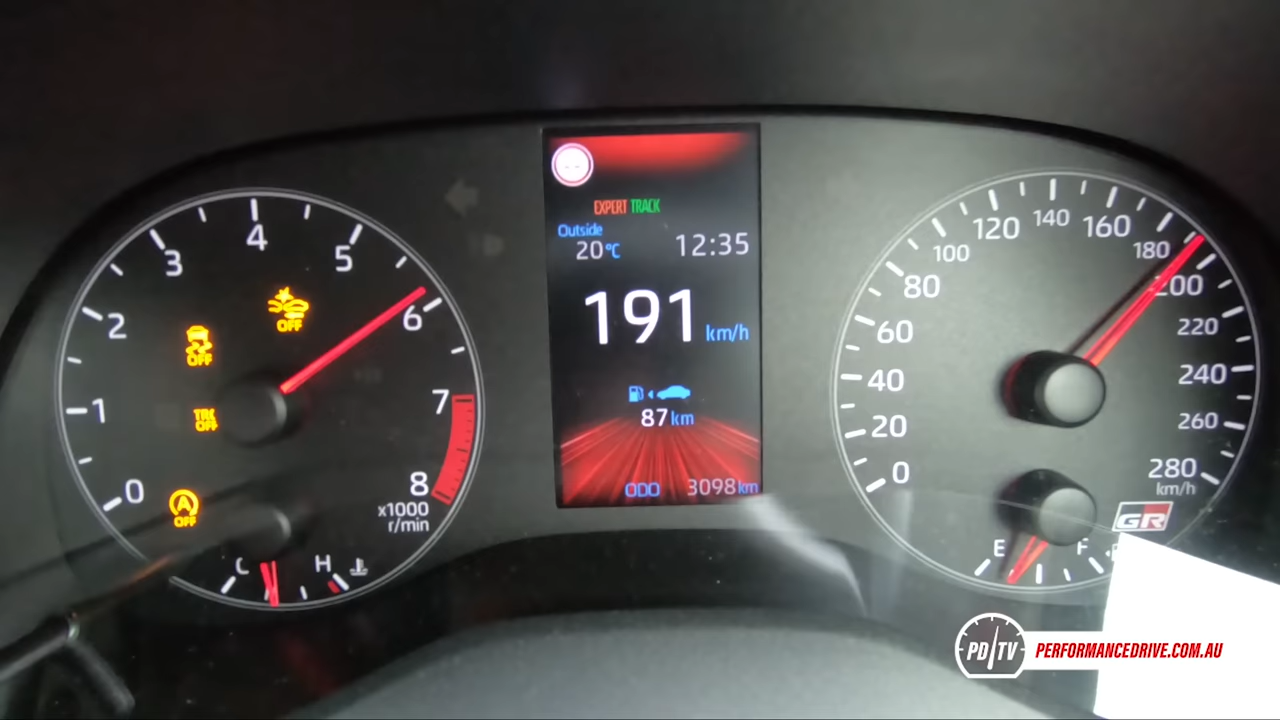 EXPERT TRACK
Outside
20°C
12:35
191 km/h
87 km
ODO 3098 km
0
1
2
3
4
5
6
7
8
x1000
r/min
OFF
OFF
TRC
OFF
A
OFF
C
H
0
20
40
60
80
100
120
140
160
180
200
220
240
260
280
km/h
GR
E
F
PD/TV
PERFORMANCEDRIVE.COM.AU